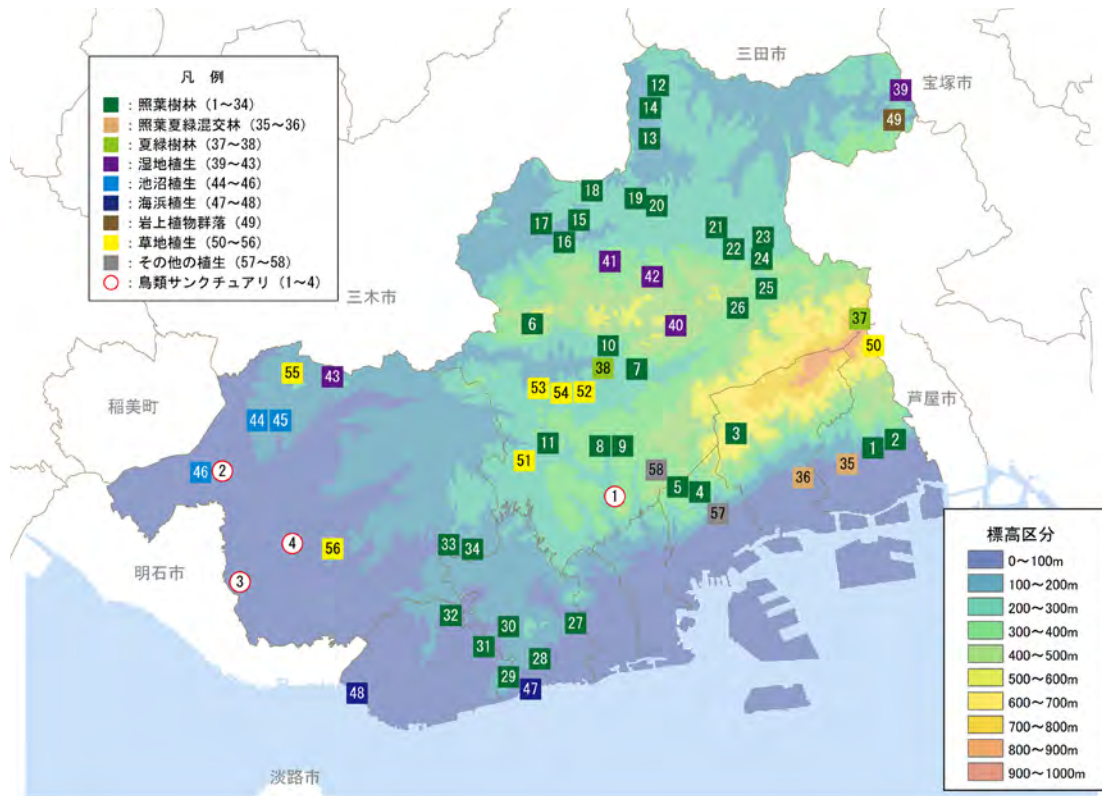 三田市
宝塚市
凡 例
：照葉樹林（1～34）
：照葉夏緑混交林（35～36）
：夏緑樹林（37～38）
：湿地植生（39～43）
：池沼植生（44～46）
：海浜植生（47～48）
：岩上植物群落（49）
：草地植生（50～56）
：その他の植生（57～58）
：鳥類サンクチュアリ（1～4）
12
39
14
49
13
18
19
20
17
15
21
23
16
22
24
41
42
25
三木市
26
6
40
37
10
50
38
7
55
43
53
54
52
稲美町
芦屋市
44
45
3
11
8
9
1
2
51
35
46
2
58
36
5
4
1
57
標高区分
4
56
33
34
0～100m
明石市
3
100～200m
32
30
27
200～300m
31
28
300～400m
29
400～500m
48
47
500～600m
600～700m
700～800m
800～900m
淡路市
900～1000m